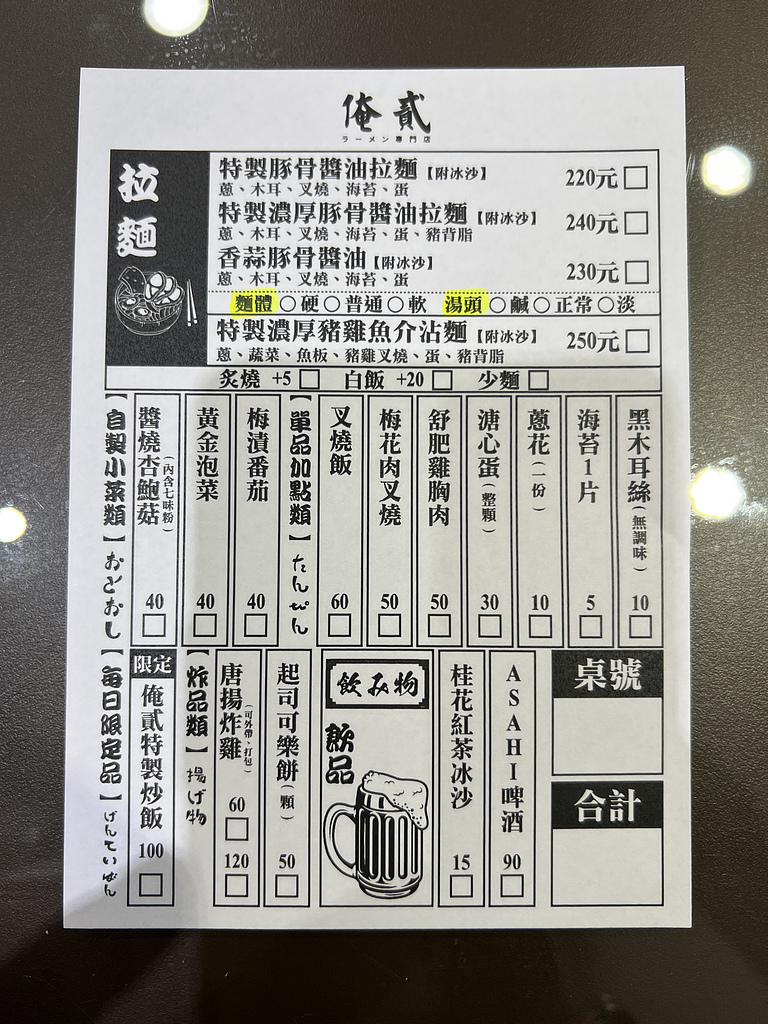 俺貳
ラーメン專門店
拉麵
特製豚骨醬油拉麵【附冰沙】 220元
蔥、木耳、叉燒、海苔、蛋
特製濃厚豚骨醬油拉麵【附冰沙】 240元
蔥、木耳、叉燒、海苔、蛋、豬背脂
香蒜豚骨醬油【附冰沙】 230元
蔥、木耳、叉燒、海苔、蛋
麵體 ○硬○普通○軟 湯頭 ○鹹○正常○淡
特製濃厚豬雞魚介沾麵【附冰沙】 250元
蔥、蔬菜、魚板、豬雞叉燒、蛋、豬背脂
炙燒 +5 白飯 +20 少麵
【自製小菜類】おとおし
醬燒杏鮑菇(內含七味粉) 40
黃金泡菜 40
梅漬番茄 40
【單品加點類】たんぴん
叉燒飯 60
梅花肉叉燒 50
舒肥雞胸肉 50
溏心蛋(整顆) 30
蔥花(一份) 10
海苔1片 5
黑木耳絲(無調味) 10
【每日限定品】げんていばん
限定
俺貳特製炒飯 100
【炸品類】揚げ物
唐揚炸雞(可外帶、打包) 60
120
起司可樂餅(顆) 50
飲み物
飲品
桂花紅茶冰沙 15
ASAHI啤酒 90
桌號
合計